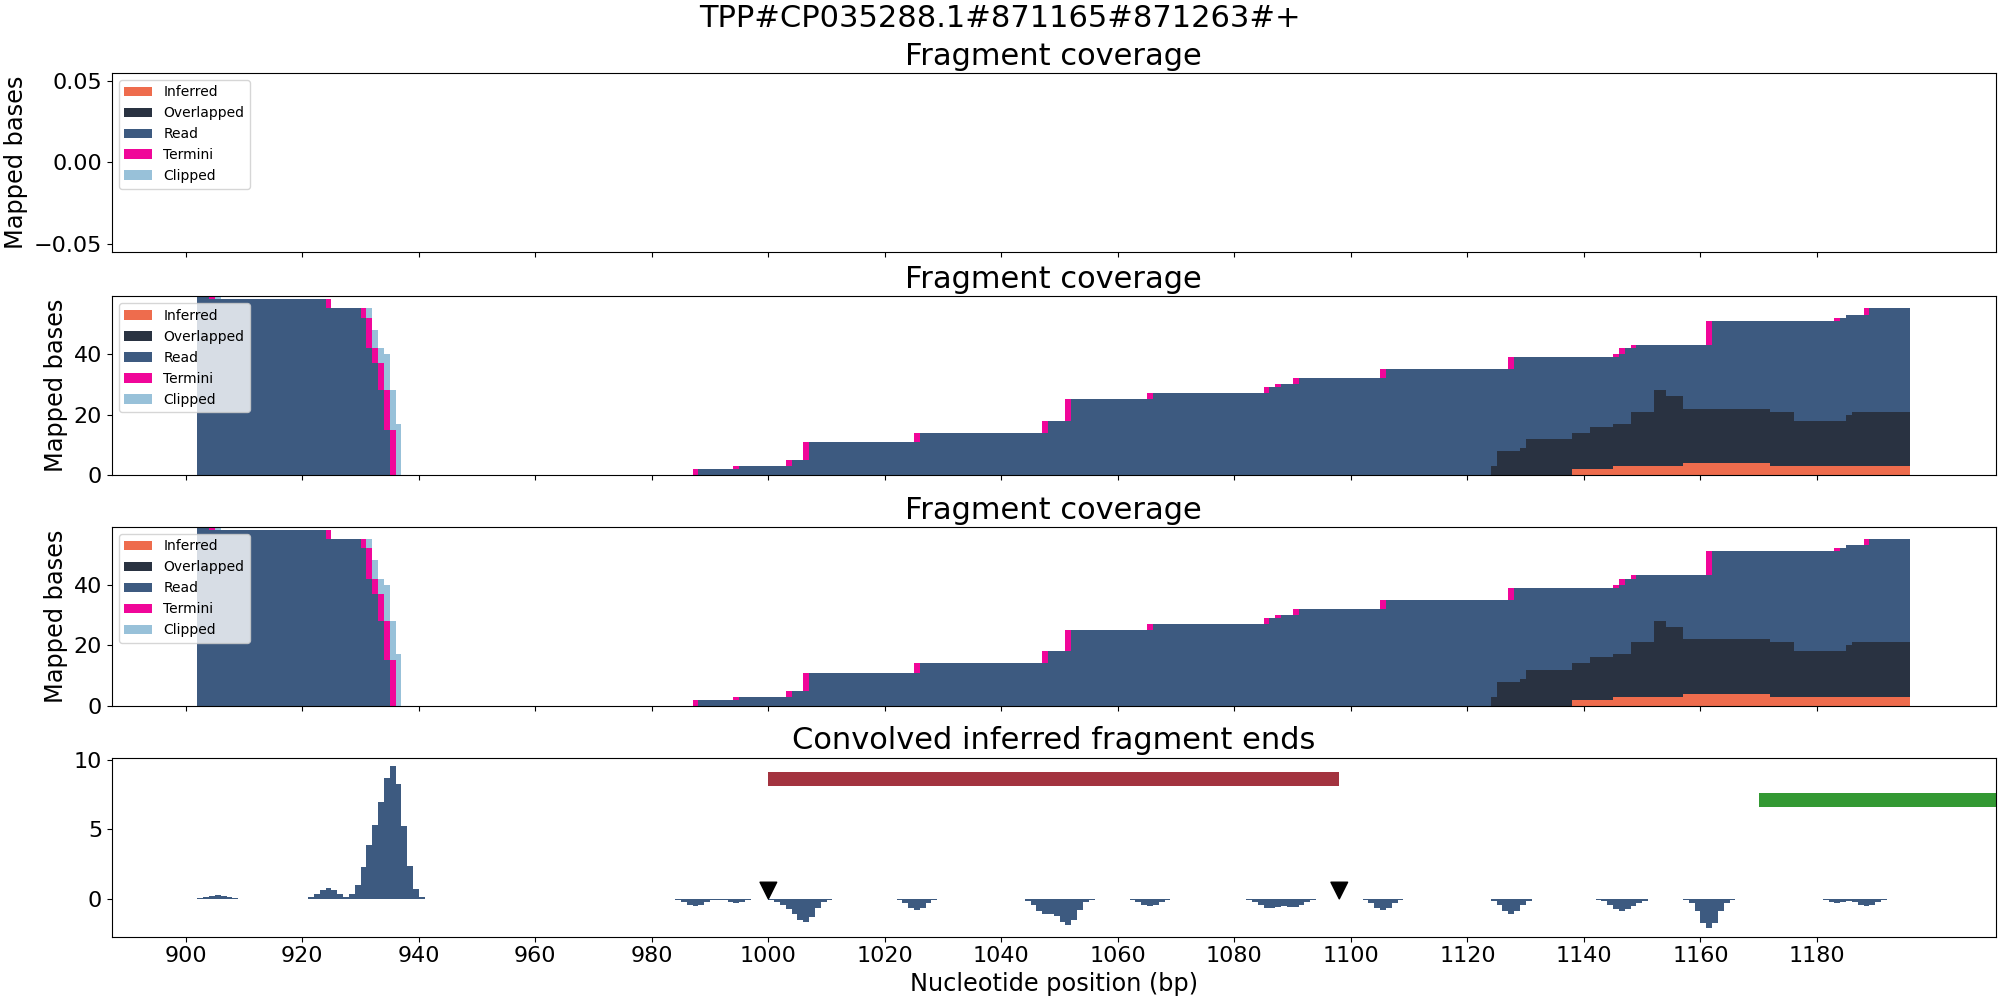 TPP#CP035288.1#871165#871263#+
Fragment coverage
Mapped bases
0.05
0.00
−0.05
Inferred
Overlapped
Read
Termini
Clipped
Fragment coverage
Mapped bases
40
20
0
Inferred
Overlapped
Read
Termini
Clipped
Fragment coverage
Mapped bases
40
20
0
Inferred
Overlapped
Read
Termini
Clipped
Convolved inferred fragment ends
10
5
0
900 920 940 960 980 1000 1020 1040 1060 1080 1100 1120 1140 1160 1180
Nucleotide position (bp)